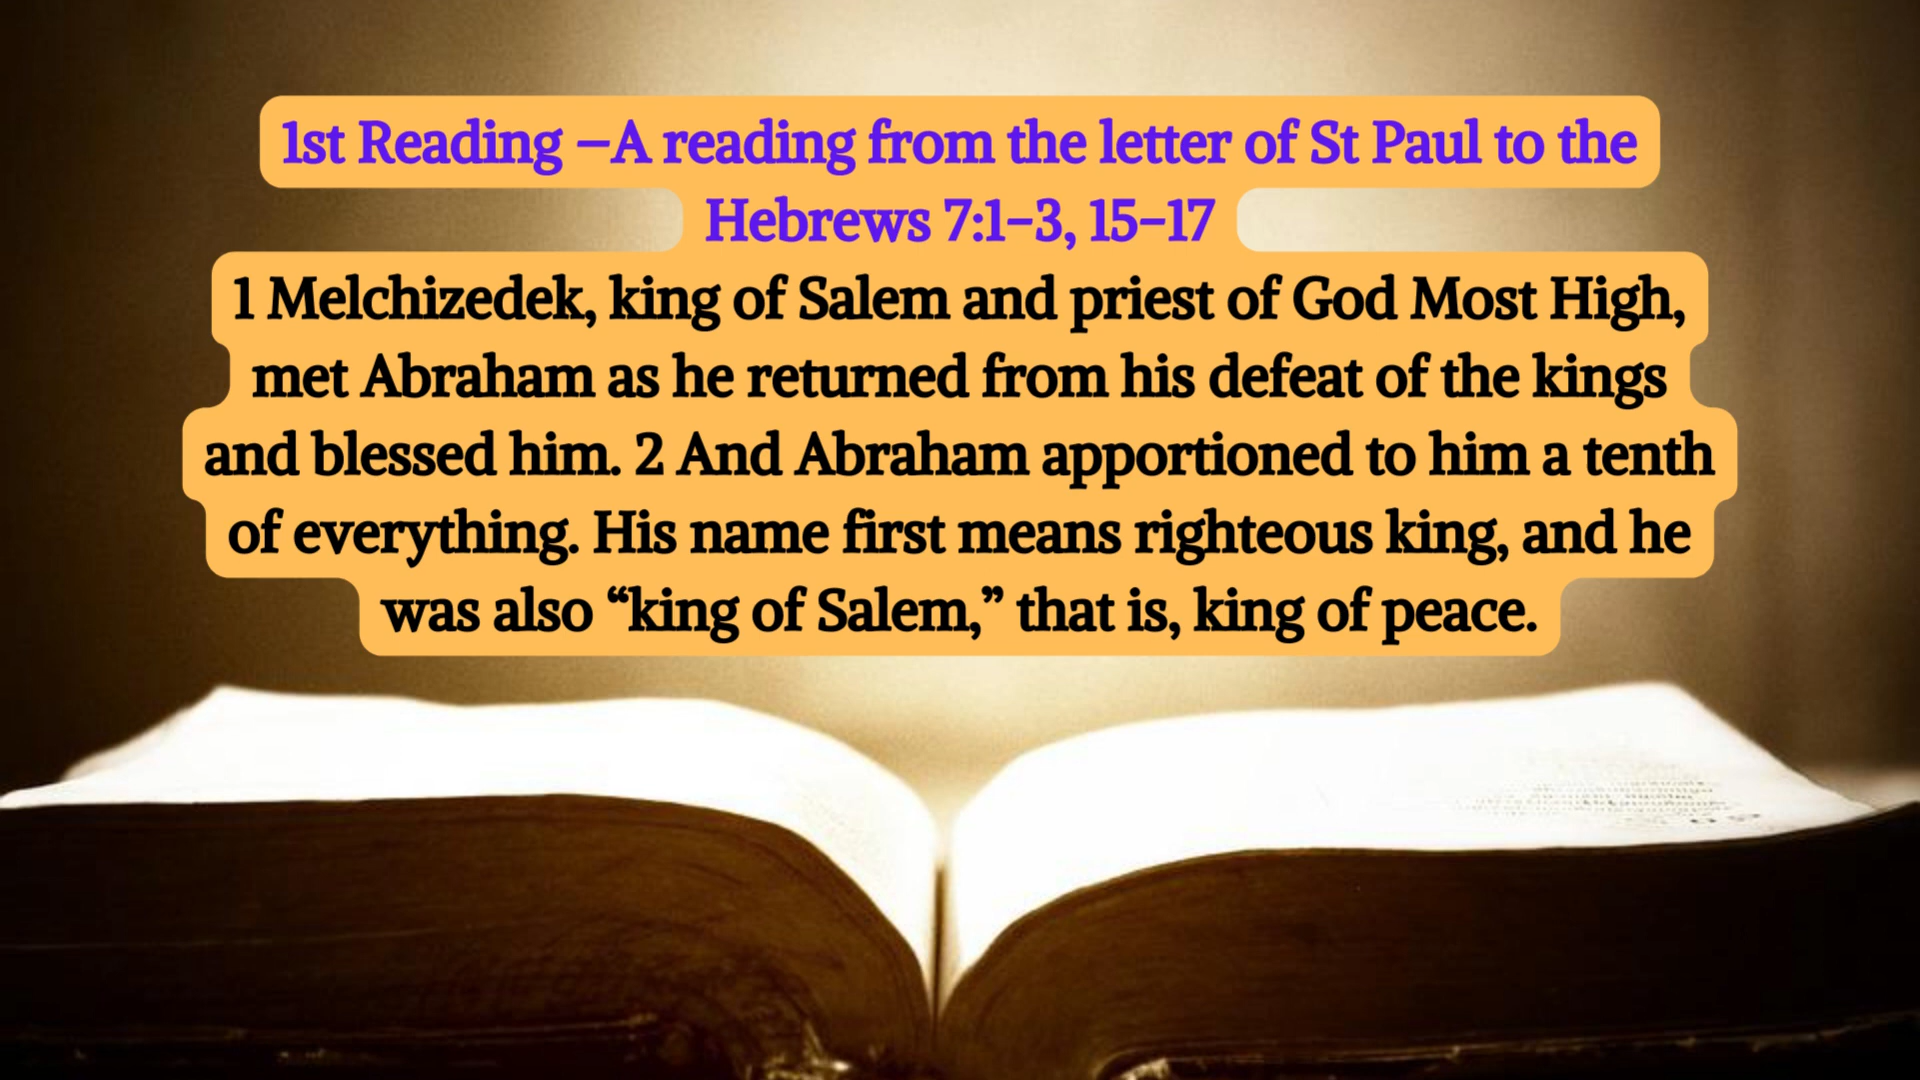 1st Reading –A reading from the letter of St Paul to the
Hebrews 7:1–3, 15–17
1 Melchizedek, king of Salem and priest of God Most High,
met Abraham as he returned from his defeat of the kings
and blessed him. 2 And Abraham apportioned to him a tenth
of everything. His name first means righteous king, and he
was also “king of Salem,” that is, king of peace.